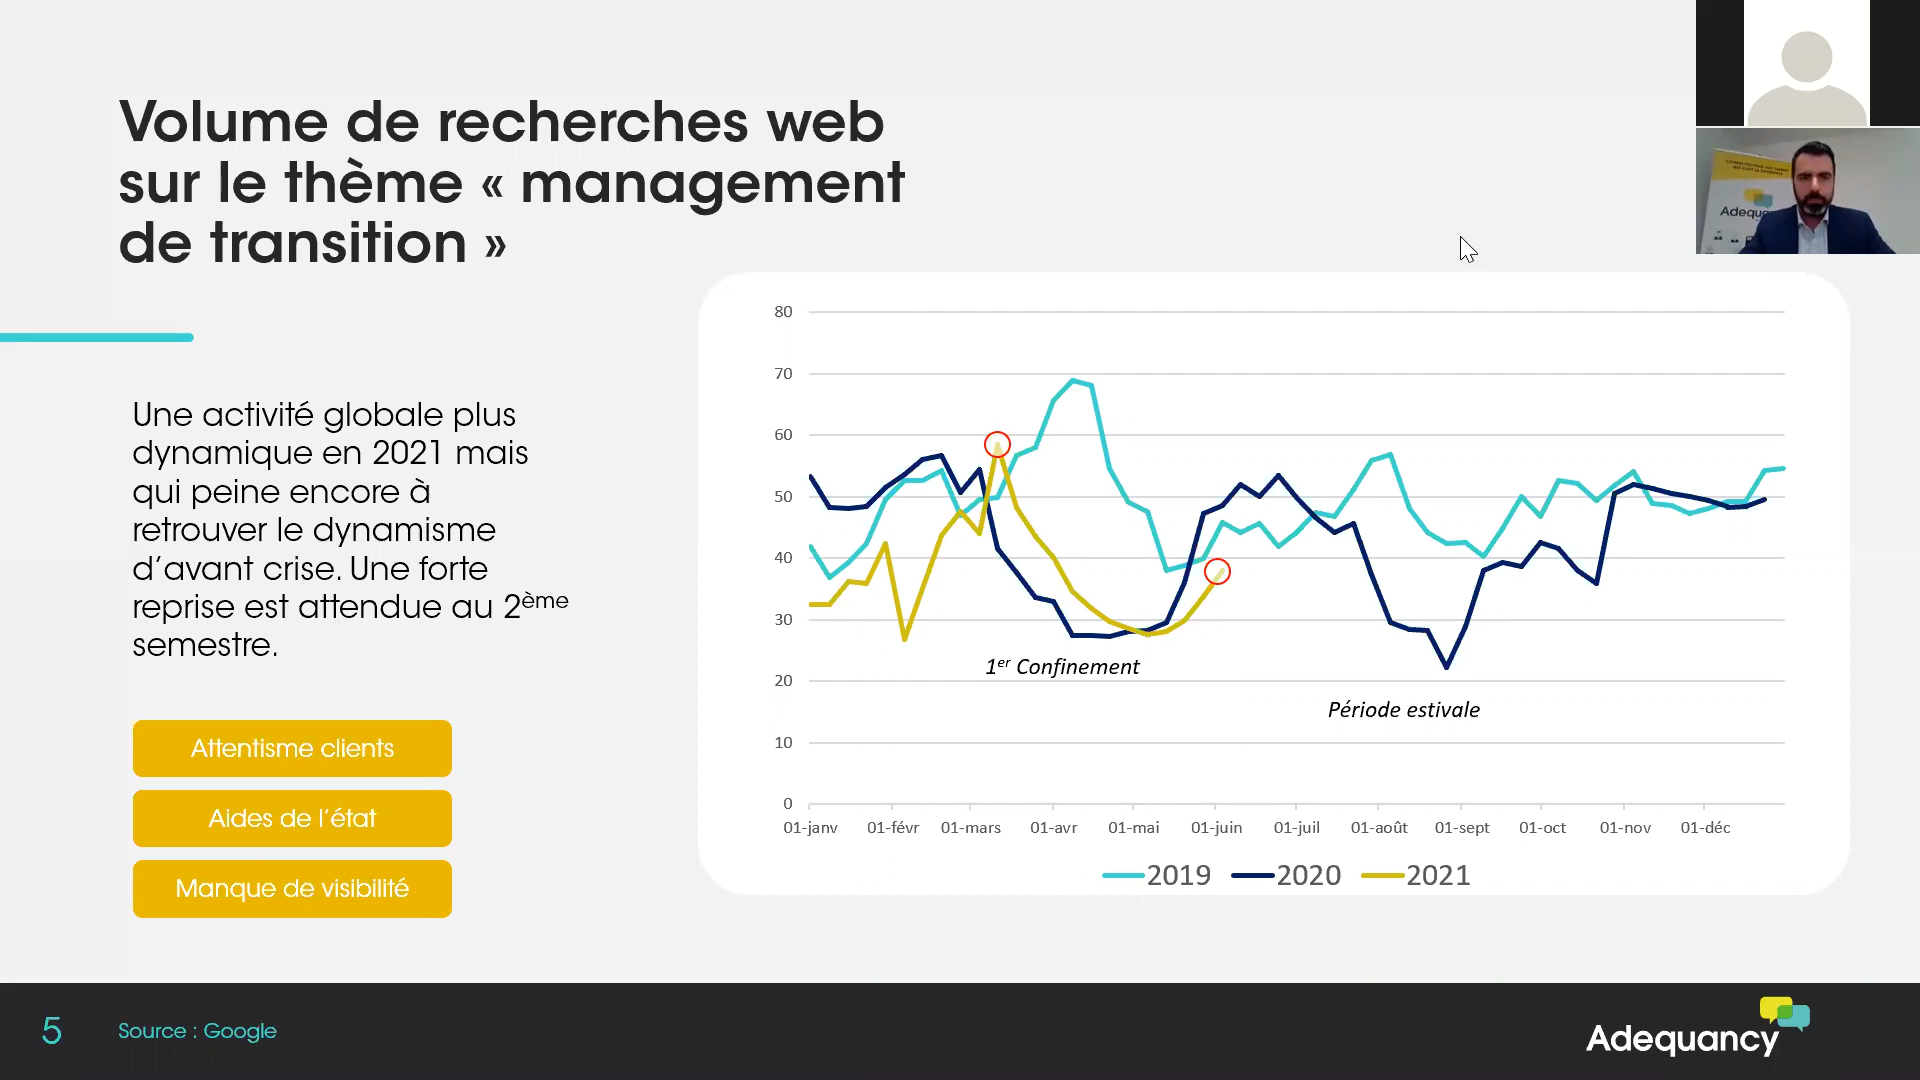 Volume de recherches web
sur le thème « management
de transition »
Une activité globale plus
dynamique en 2021 mais
qui peine encore à
retrouver le dynamisme
d’avant crise. Une forte
reprise est attendue au 2ème
semestre.
Attentisme clients
Aides de l’état
Manque de visibilité
80
70
60
50
40
30
20
10
0
1er Confinement
Période estivale
01-janv 01-févr 01-mars 01-avr 01-mai 01-juin 01-juil 01-août 01-sept 01-oct 01-nov 01-déc
2019 2020 2021
5
Source : Google
Adequancy